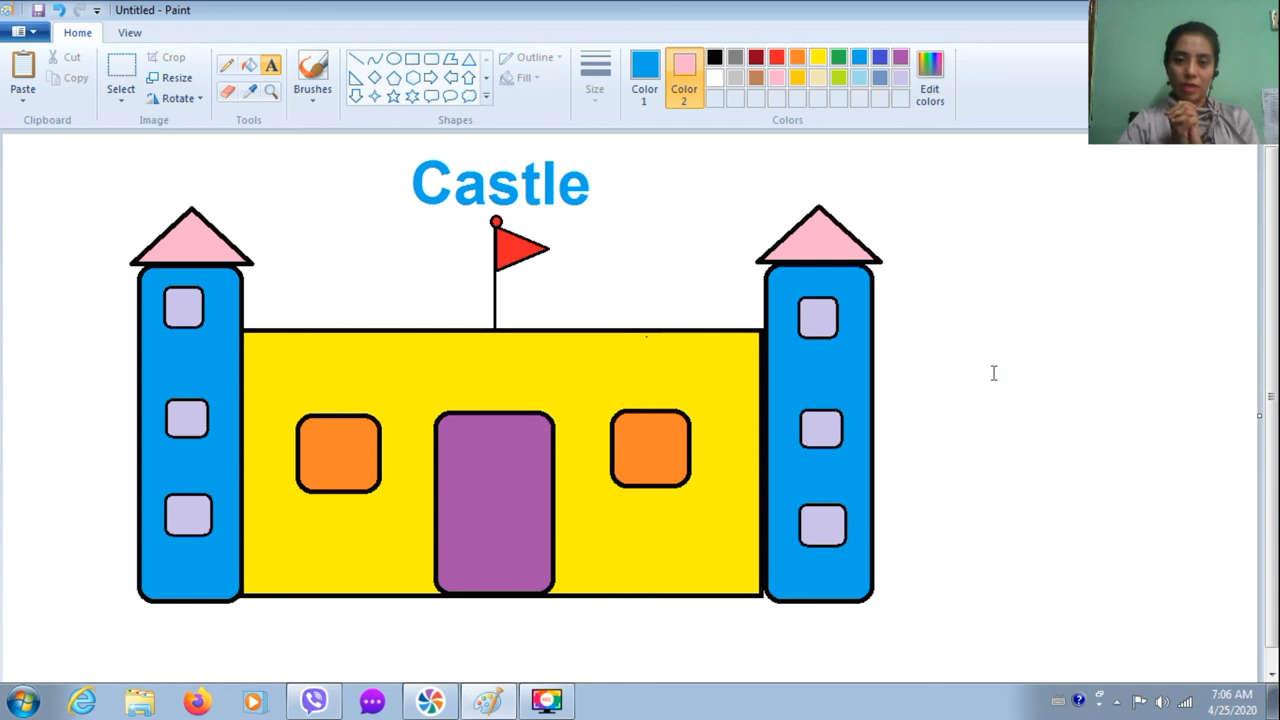 Untitled - Paint
Home
View
Paste
Cut
Copy
Clipboard
Select
Crop
Resize
Rotate
Image
Tools
Brushes
Shapes
Outline
Fill
Size
Color 1
Color 2
Edit colors
Colors
Castle
7:06 AM
4/25/2020